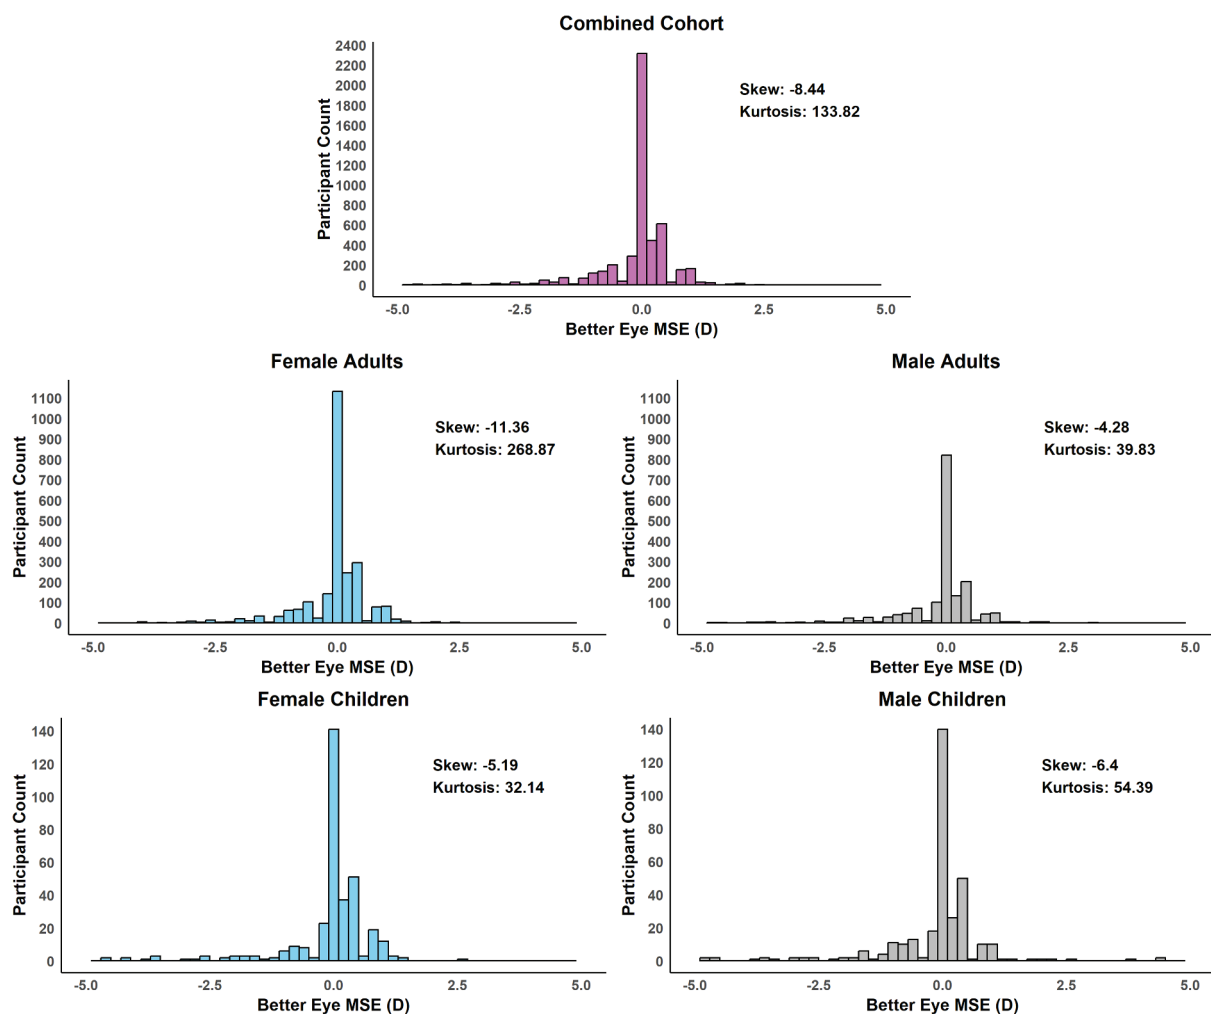 Combined Cohort
Participant Count
2400
2200
2000
1800
1600
1400
1200
1000
800
600
400
200
0
Skew: -8.44
Kurtosis: 133.82
-5.0 -2.5 0.0 2.5 5.0
Better Eye MSE (D)
Female Adults
Participant Count
1100
1000
900
800
700
600
500
400
300
200
100
0
Skew: -11.36
Kurtosis: 268.87
-5.0 -2.5 0.0 2.5 5.0
Better Eye MSE (D)
Male Adults
Participant Count
1100
1000
900
800
700
600
500
400
300
200
100
0
Skew: -4.28
Kurtosis: 39.83
-5.0 -2.5 0.0 2.5 5.0
Better Eye MSE (D)
Female Children
Participant Count
140
120
100
80
60
40
20
0
Skew: -5.19
Kurtosis: 32.14
-5.0 -2.5 0.0 2.5 5.0
Better Eye MSE (D)
Male Children
Participant Count
140
120
100
80
60
40
20
0
Skew: -6.4
Kurtosis: 54.39
-5.0 -2.5 0.0 2.5 5.0
Better Eye MSE (D)